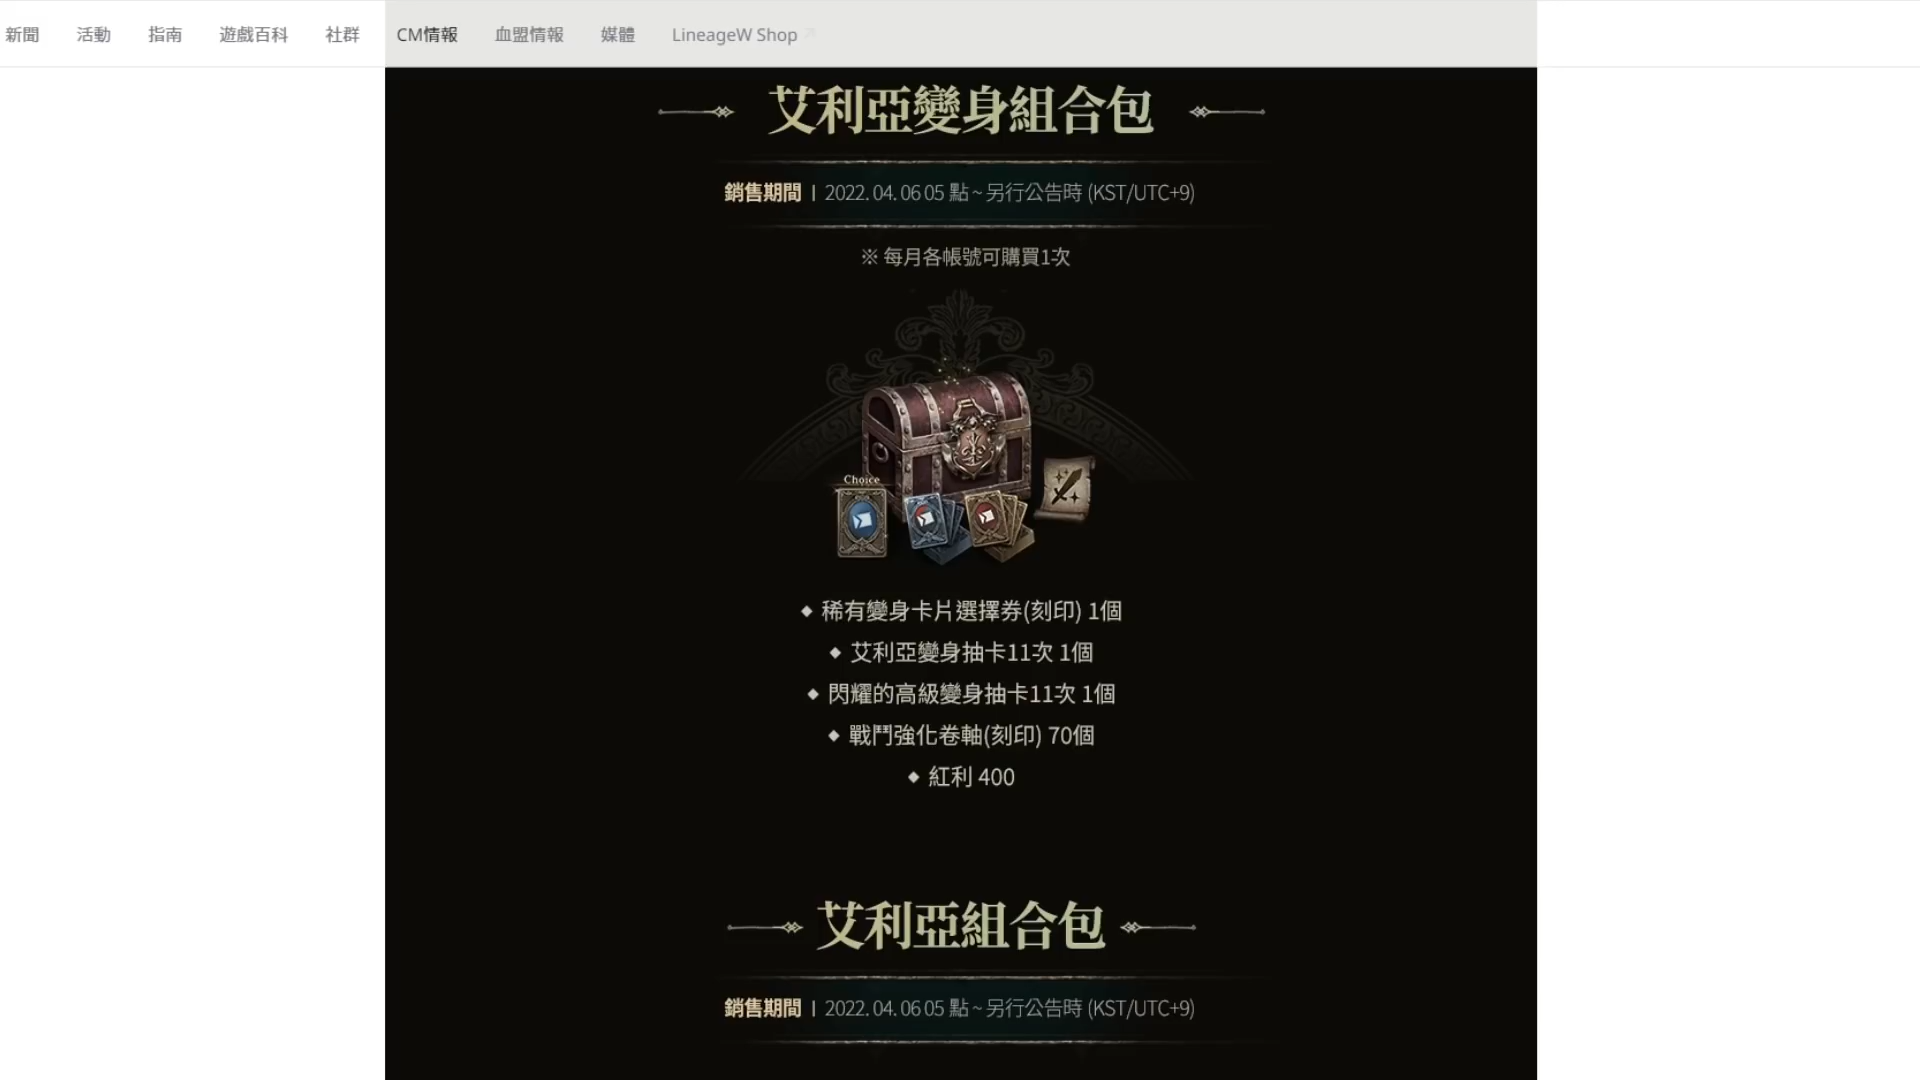 新聞 活動 指南 遊戲百科 社群 CM情報 血盟情報 媒體 LineageW Shop
艾利亞變身組合包
銷售期間 | 2022. 04. 06 05 點 ~ 另行公告時 (KST/UTC+9)
※ 每月各帳號可購買1次
Choice
◆ 稀有變身卡片選擇券(刻印) 1個
◆ 艾利亞變身抽卡11次 1個
◆ 閃耀的高級變身抽卡11次 1個
◆ 戰鬥強化卷軸(刻印) 70個
◆ 紅利 400
艾利亞組合包
銷售期間 | 2022. 04. 06 05 點 ~ 另行公告時 (KST/UTC+9)